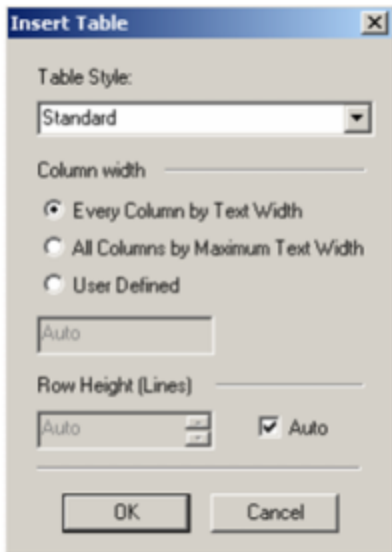 Insert Table
Table Style:
Standard
Column width
Every Column by Text Width
All Columns by Maximum Text Width
User Defined
Auto
Row Height (Lines)
Auto Auto
OK Cancel